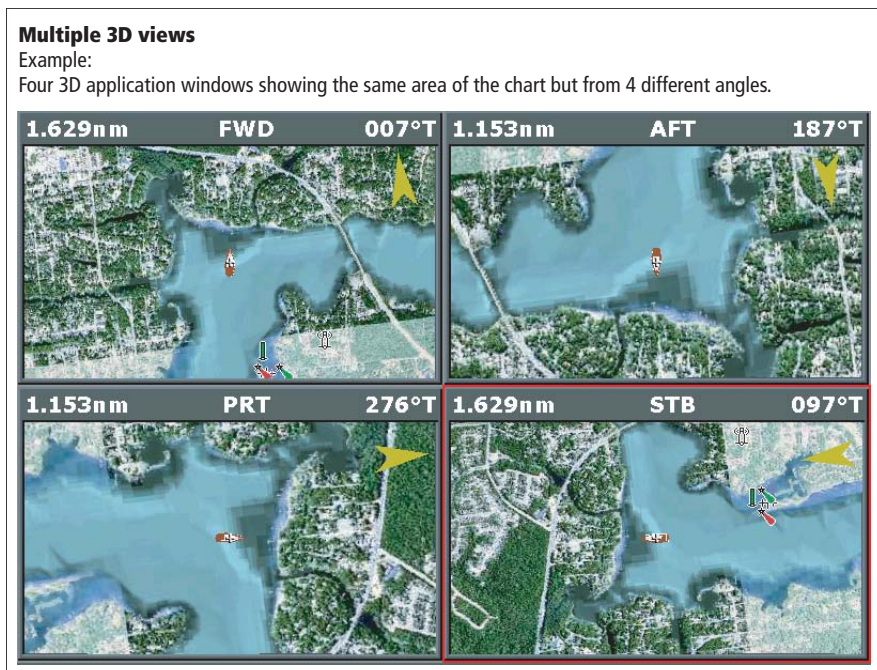 Multiple 3D views
Example:
Four 3D application windows showing the same area of the chart but from 4 different angles.
1.629nm FWD 007°T
1.153nm AFT 187°T
1.153nm PRT 276°T
1.629nm STB 097°T